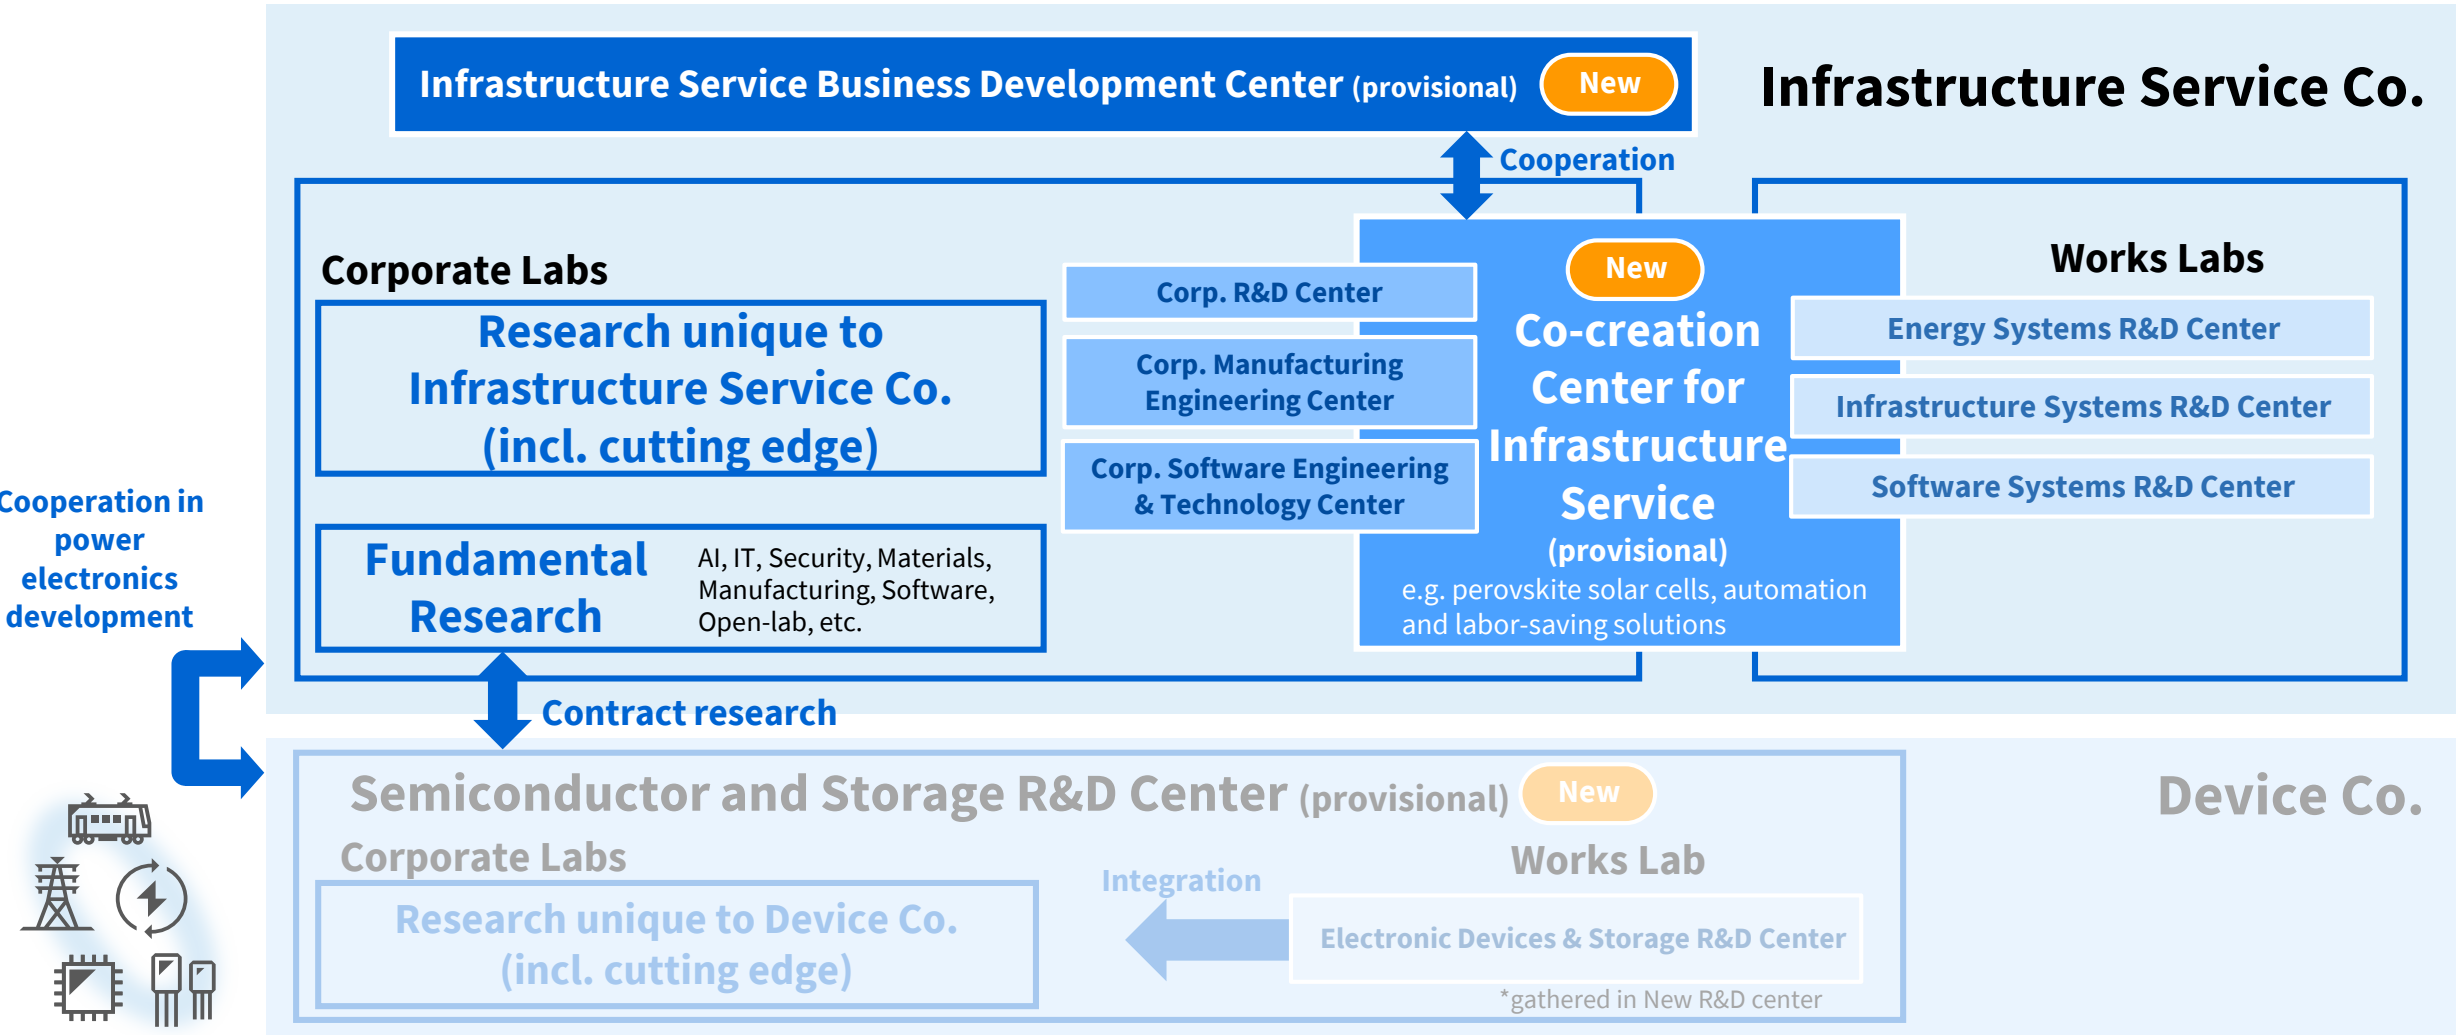 Infrastructure Service Business Development Center (provisional) New
Infrastructure Service Co.
Cooperation
Corporate Labs
Research unique to
Infrastructure Service Co.
(incl. cutting edge)
Fundamental
Research
AI, IT, Security, Materials,
Manufacturing, Software,
Open-lab, etc.
Corp. R&D Center
Corp. Manufacturing
Engineering Center
Corp. Software Engineering
& Technology Center
New
Co-creation
Center for
Infrastructure
Service
(provisional)
e.g. perovskite solar cells, automation
and labor-saving solutions
Works Labs
Energy Systems R&D Center
Infrastructure Systems R&D Center
Software Systems R&D Center
Cooperation in
power
electronics
development
Contract research
Semiconductor and Storage R&D Center (provisional) New
Device Co.
Corporate Labs
Research unique to Device Co.
(incl. cutting edge)
Integration
Works Lab
Electronic Devices & Storage R&D Center
*gathered in New R&D center